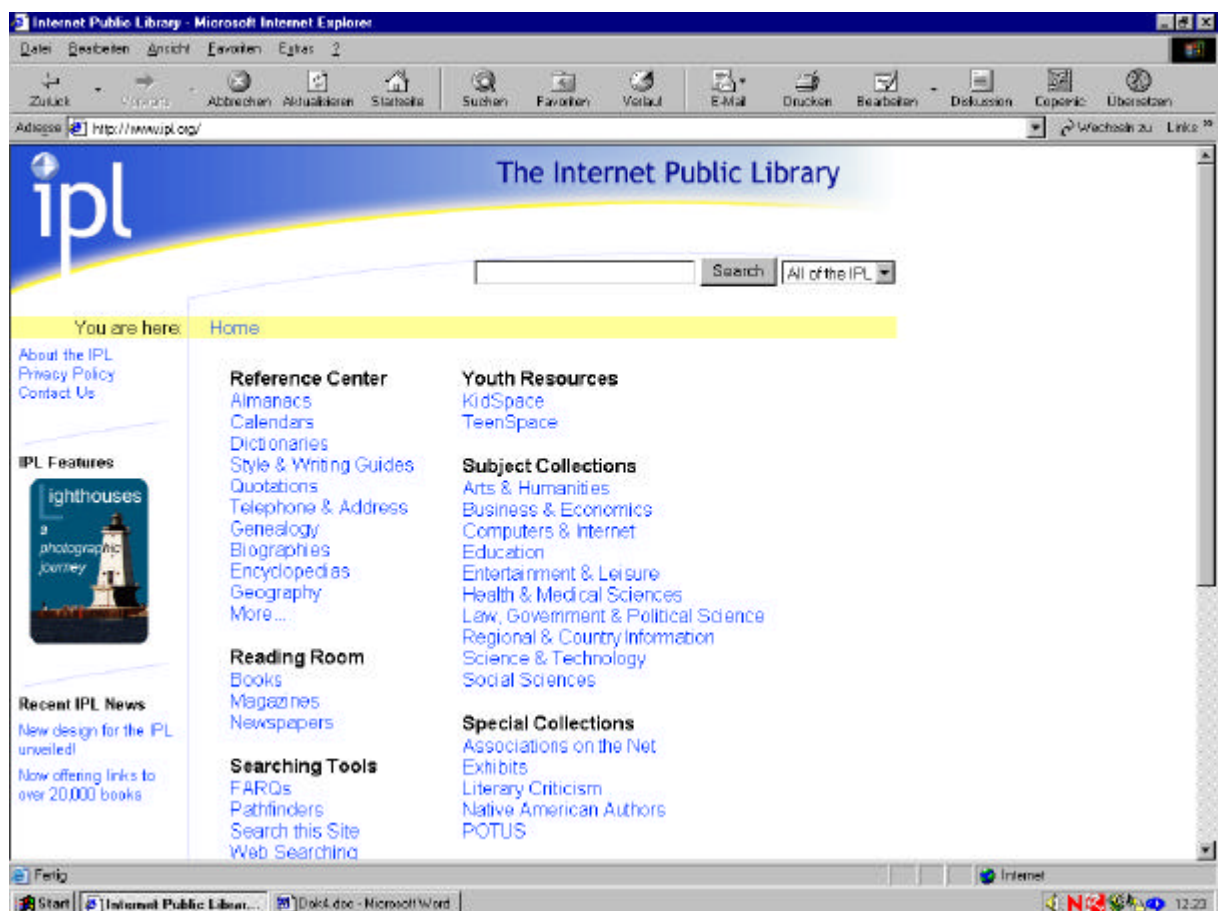 Internet Public Library - Microsoft Internet Explorer
Datei Bearbeiten Ansicht Favoriten Extras ?
Zurück Vorwärts Abbrechen Aktualisieren Startseite Suchen Favoriten Verlauf E-Mail Drucken Bearbeiten Diskussion Copernic Übersetzen
Adresse http://www.ipl.org/ Wechseln zu Links »
ipl
The Internet Public Library
Search All of the IPL
You are here: Home
About the IPL
Privacy Policy
Contact Us
IPL Features
Lighthouses
a
photographic
journey
Recent IPL News
New design for the IPL
unveiled!
Now offering links to
over 20,000 books
Reference Center
Almanacs
Calendars
Dictionaries
Style & Writing Guides
Quotations
Telephone & Address
Genealogy
Biographies
Encyclopedias
Geography
More...
Reading Room
Books
Magazines
Newspapers
Searching Tools
FARQs
Pathfinders
Search this Site
Web Searching
Youth Resources
KidSpace
TeenSpace
Subject Collections
Arts & Humanities
Business & Economics
Computers & Internet
Education
Entertainment & Leisure
Health & Medical Sciences
Law, Government & Political Science
Regional & Country Information
Science & Technology
Social Sciences
Special Collections
Associations on the Net
Exhibits
Literary Criticism
Native American Authors
POTUS
Fertig Internet
Start Internet Public Librar... Dok4.doc - Microsoft Word 12:23